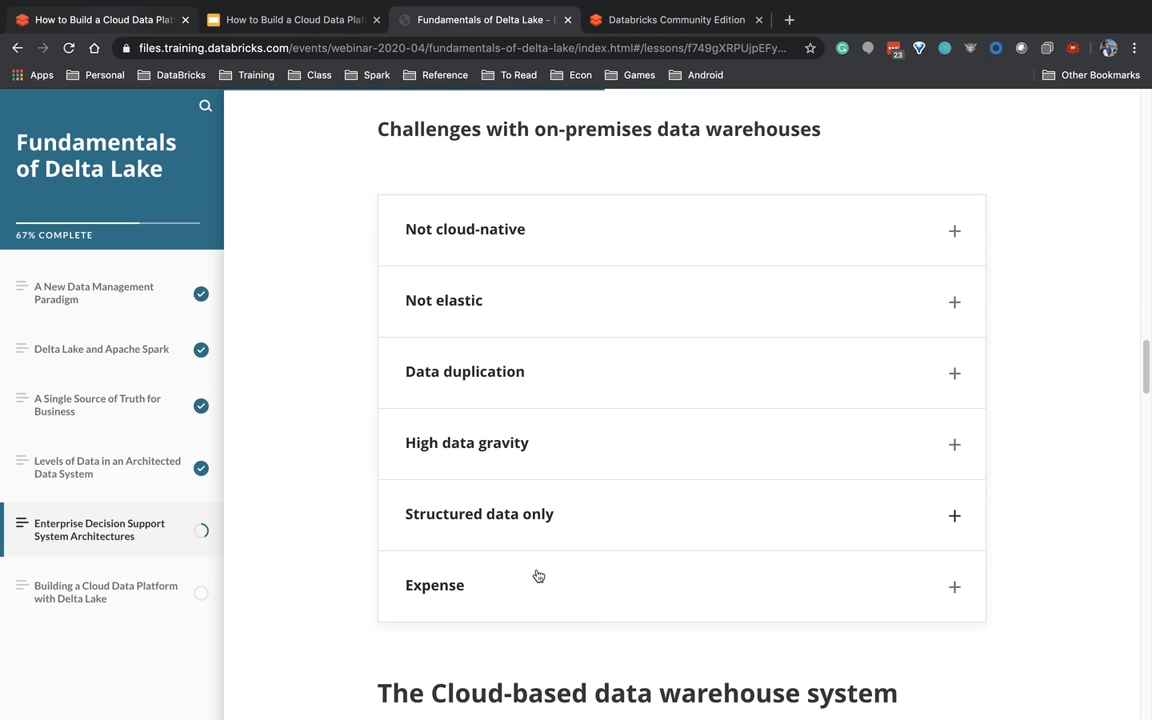 How to Build a Cloud Data Plat
How to Build a Cloud Data Plat
Fundamentals of Delta Lake -
Databricks Community Edition
files.training.databricks.com/events/webinar-2020-04/fundamentals-of-delta-lake/index.html#/lessons/f749gXRPUjpEFy...
23
Apps
Personal
DataBricks
Training
Class
Spark
Reference
To Read
Econ
Games
Android
Other Bookmarks
Fundamentals
of Delta Lake
67% COMPLETE
A New Data Management
Paradigm
Delta Lake and Apache Spark
A Single Source of Truth for
Business
Levels of Data in an Architected
Data System
Enterprise Decision Support
System Architectures
Building a Cloud Data Platform
with Delta Lake
Challenges with on-premises data warehouses
Not cloud-native
Not elastic
Data duplication
High data gravity
Structured data only
Expense
The Cloud-based data warehouse system